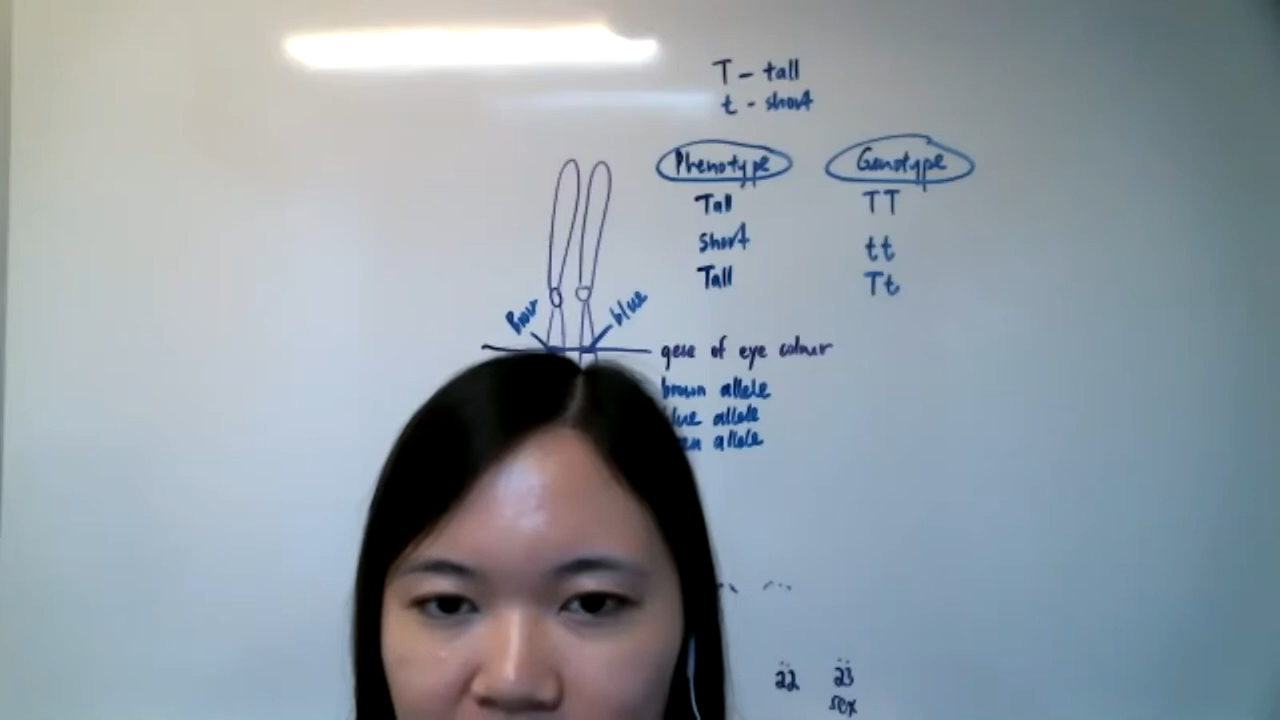 T - tall
t - short
Phenotype Genotype
Tall TT
short tt
Tall Tt
blue
gene of eye colour
brown allele
blue allele
allele
22 23
sex